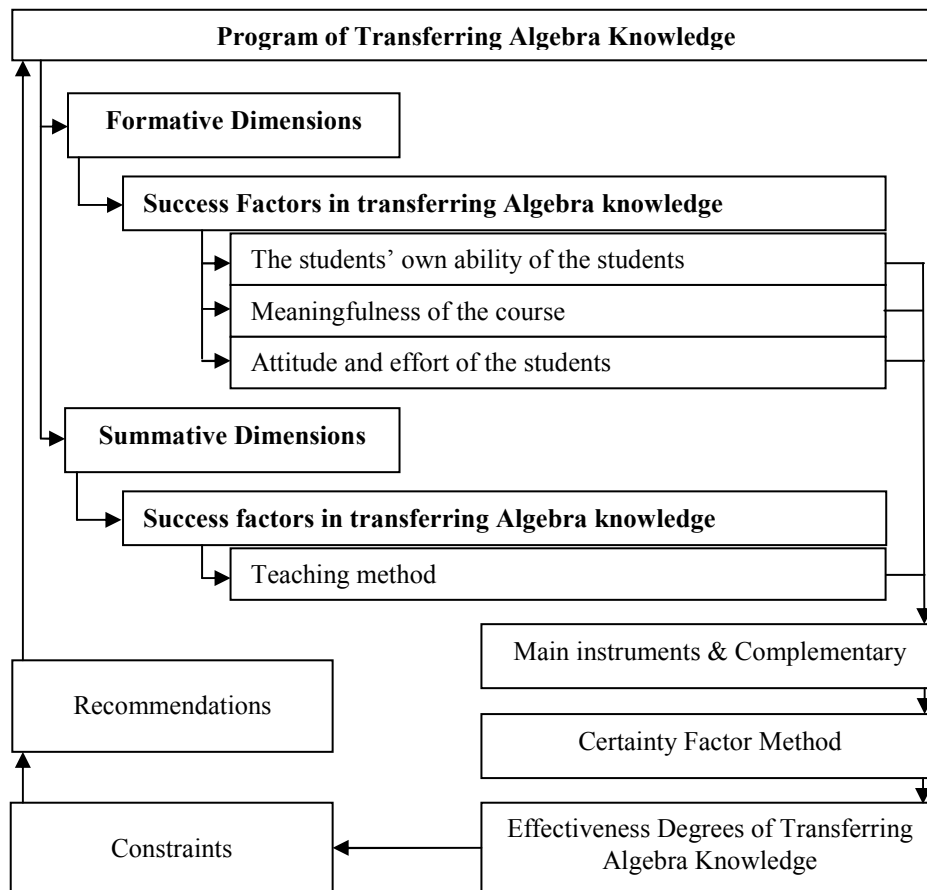 Program of Transferring Algebra Knowledge
Formative Dimensions
Success Factors in transferring Algebra knowledge
The students’ own ability of the students
Meaningfulness of the course
Attitude and effort of the students
Summative Dimensions
Success factors in transferring Algebra knowledge
Teaching method
Main instruments & Complementary
Recommendations
Certainty Factor Method
Effectiveness Degrees of Transferring
Algebra Knowledge
Constraints